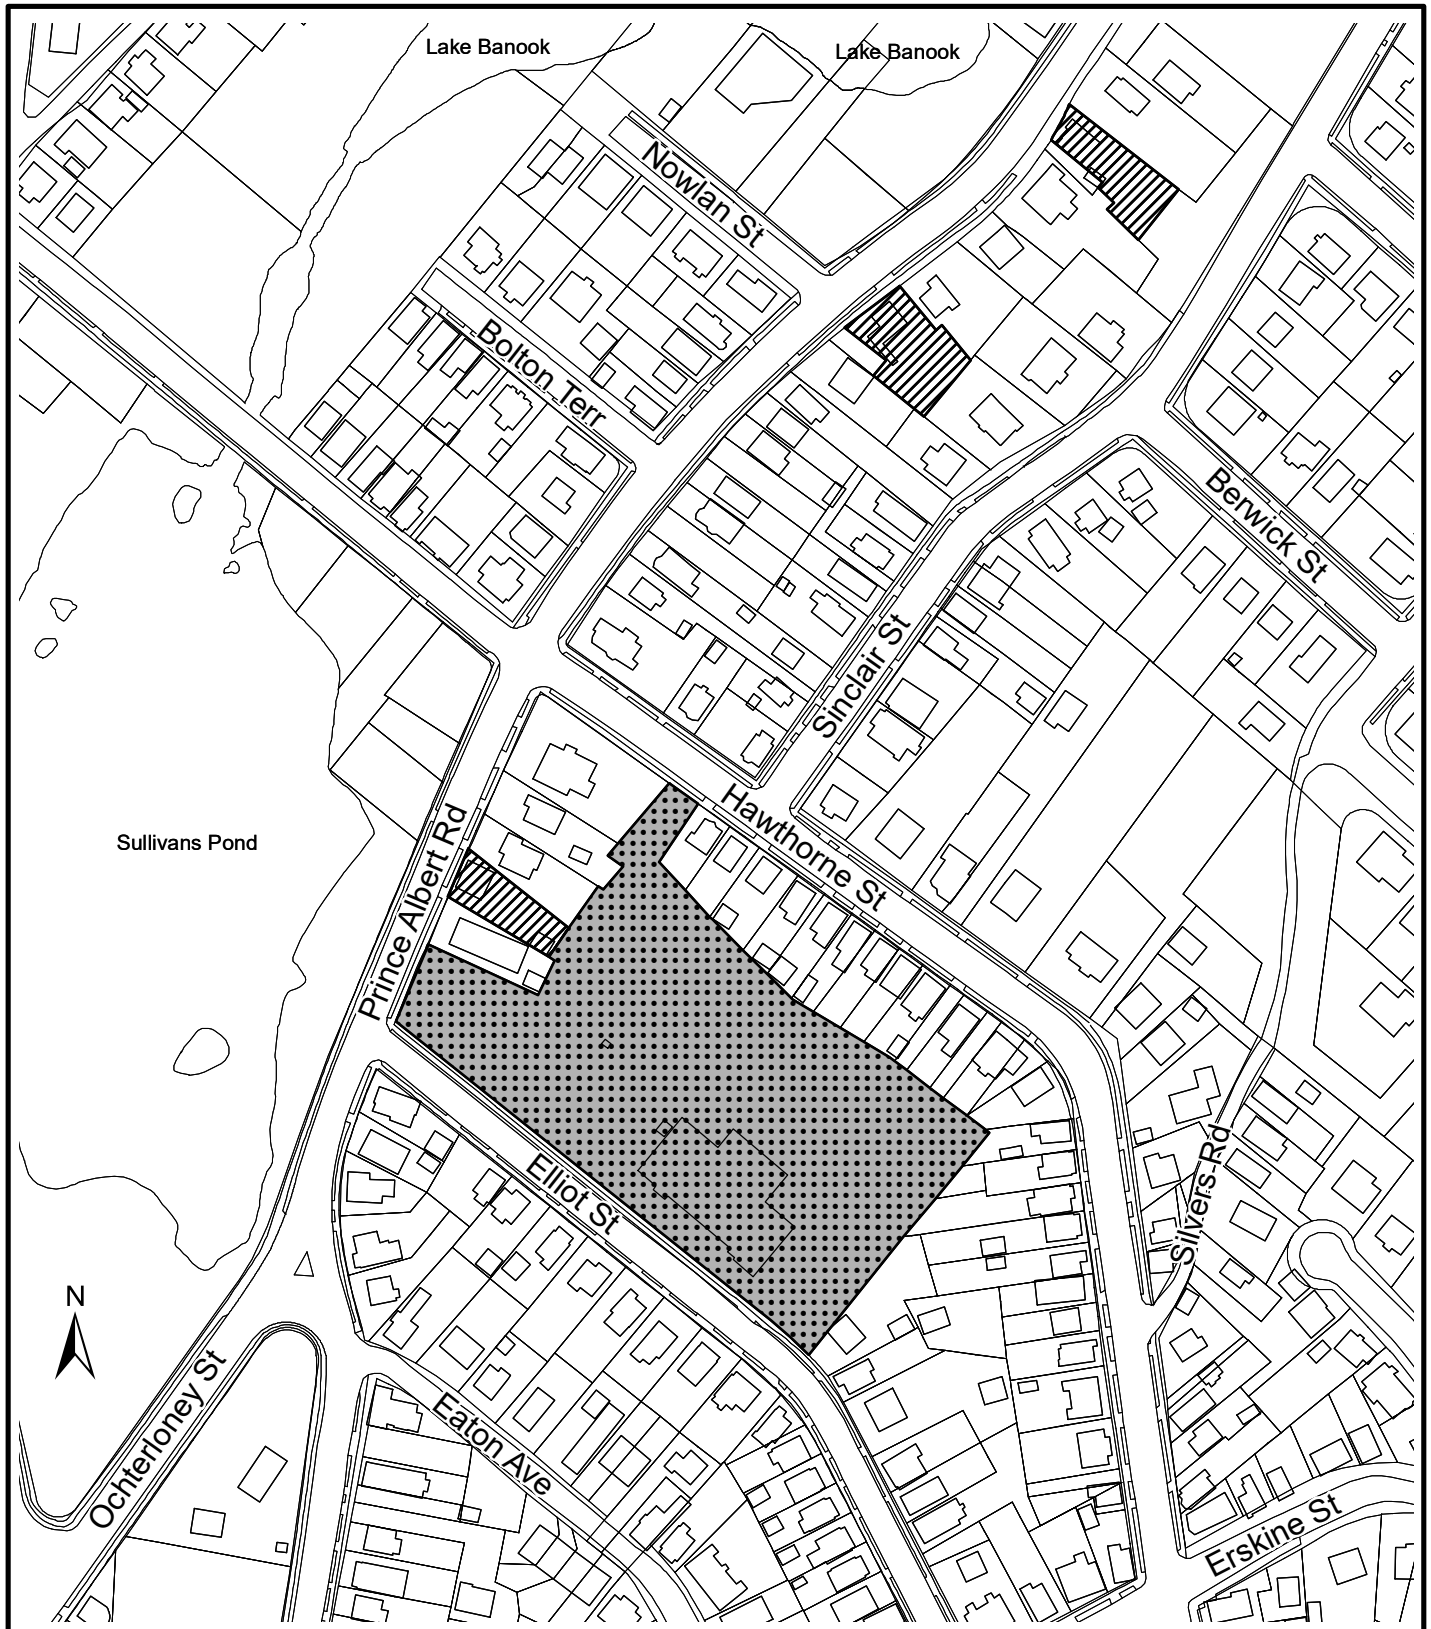 Lake Banook
Lake Banook
Nowlan St
Bolton Terr
Berwick St
Sinclair St
Hawthorne St
Prince Albert Rd
Sullivans Pond
Elliot St
Silvers Rd
N
Ochterloney St
Eaton Ave
Erskine St